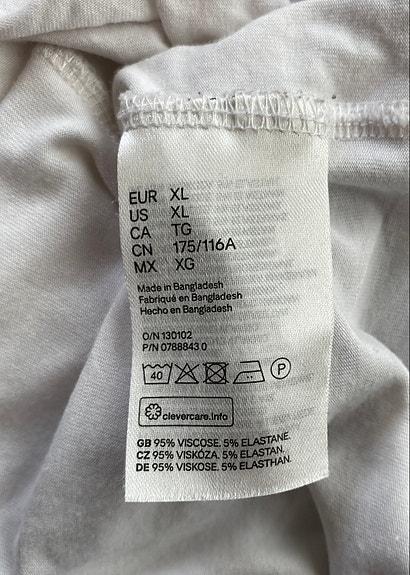 EUR XL
US XL
CA TG
CN 175/116A
MX XG
Made in Bangladesh
Fabriqué en Bangladesh
Hecho en Bangladesh
O/N 130102
P/N 0788843 0
40 P
clevercare.info
GB 95% VISCOSE. 5% ELASTANE.
CZ 95% VISKÓZA. 5% ELASTAN.
DE 95% VISKOSE. 5% ELASTHAN.